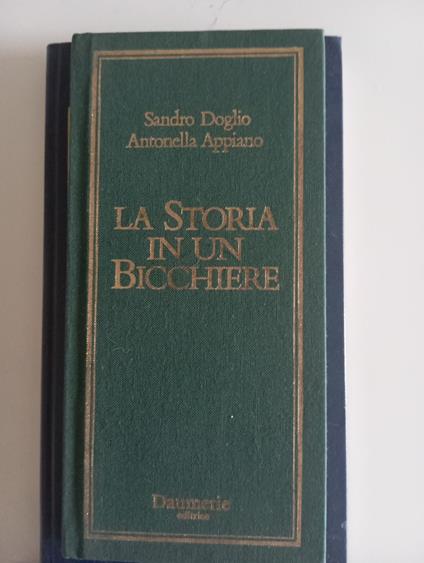 Sandro Doglio
Antonella Appiano
LA STORIA
IN UN
BICCHIERE
Daumerie
editrice